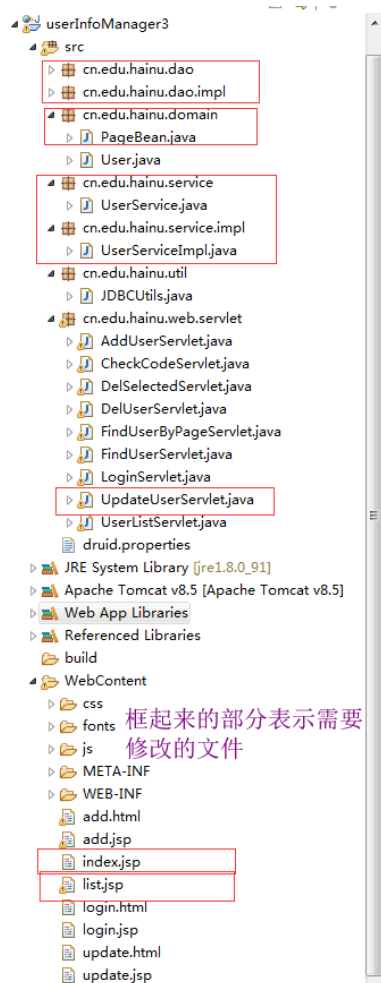 userInfoManager3
src
cn.edu.hainu.dao
cn.edu.hainu.dao.impl
cn.edu.hainu.domain
PageBean.java
User.java
cn.edu.hainu.service
UserService.java
cn.edu.hainu.service.impl
UserServiceImpl.java
cn.edu.hainu.util
JDBCUtils.java
cn.edu.hainu.web.servlet
AddUserServlet.java
CheckCodeServlet.java
DelSelectedServlet.java
DelUserServlet.java
FindUserByPageServlet.java
FindUserServlet.java
LoginServlet.java
UpdateUserServlet.java
UserListServlet.java
druid.properties
JRE System Library [jre1.8.0_91]
Apache Tomcat v8.5 [Apache Tomcat v8.5]
Web App Libraries
Referenced Libraries
build
WebContent
css
fonts
js
框起来的部分表示需要
修改的文件
META-INF
WEB-INF
add.html
add.jsp
index.jsp
list.jsp
login.html
login.jsp
update.html
update.jsp